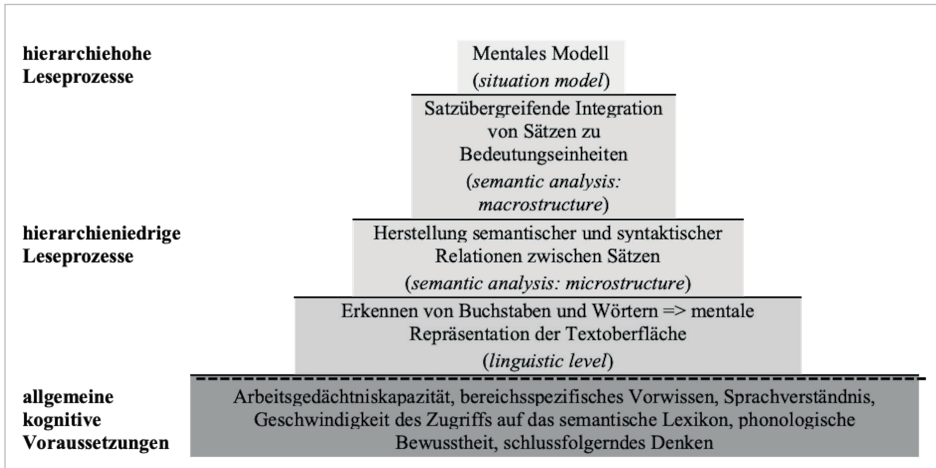 hierarchiehohe
Leseprozesse
Mentales Modell
(situation model)
Satzübergreifende Integration
von Sätzen zu
Bedeutungseinheiten
(semantic analysis:
macrostructure)
hierarchieniedrige
Leseprozesse
Herstellung semantischer und syntaktischer
Relationen zwischen Sätzen
(semantic analysis: microstructure)
Erkennen von Buchstaben und Wörtern => mentale
Repräsentation der Textoberfläche
(linguistic level)
allgemeine
kognitive
Voraussetzungen
Arbeitsgedächtniskapazität, bereichsspezifisches Vorwissen, Sprachverständnis,
Geschwindigkeit des Zugriffs auf das semantische Lexikon, phonologische
Bewusstheit, schlussfolgerndes Denken